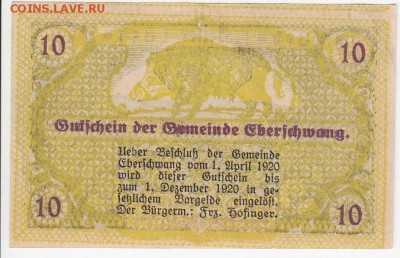 COINS.LAVE.RU
10 10
Gutschein der Gemeinde Eberschwang.
Ueber Beschluß der Gemeinde
Eberschwang vom 1. April 1920
wird dieser Gutschein bis
zum 1. Dezember 1920 in ge-
setzlichem Bargelde eingelöst.
Der Bürgerm.: Frz. Hofinger.
10 10